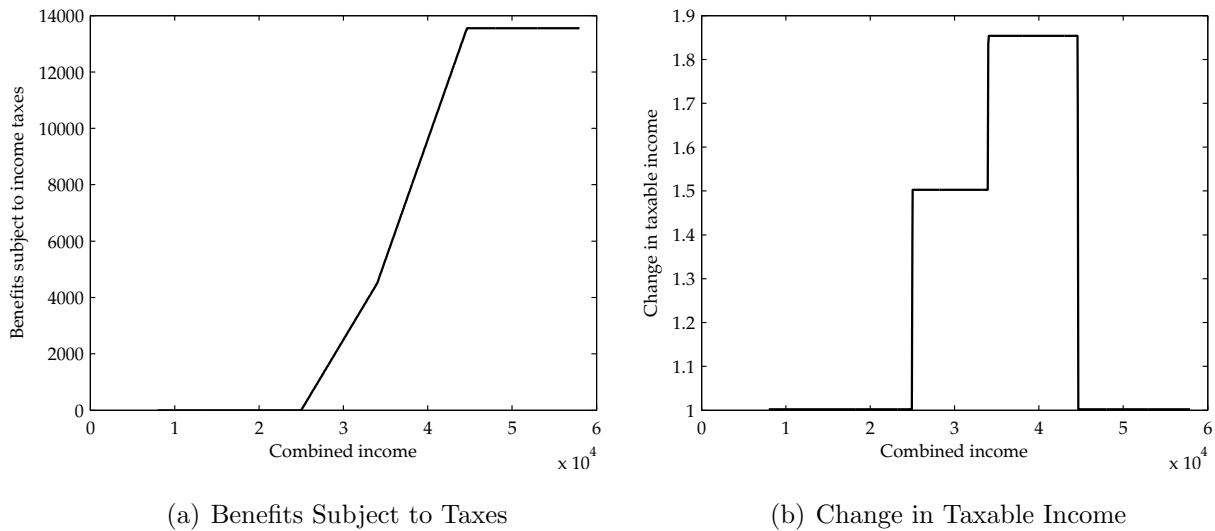 14000
12000
10000
8000
6000
4000
2000
0
Benefits subject to income taxes
0 1 2 3 4 5 6
Combined income
x 10^4
(a) Benefits Subject to Taxes
1.9
1.8
1.7
1.6
1.5
1.4
1.3
1.2
1.1
1
Change in taxable income
0 1 2 3 4 5 6
Combined income
x 10^4
(b) Change in Taxable Income